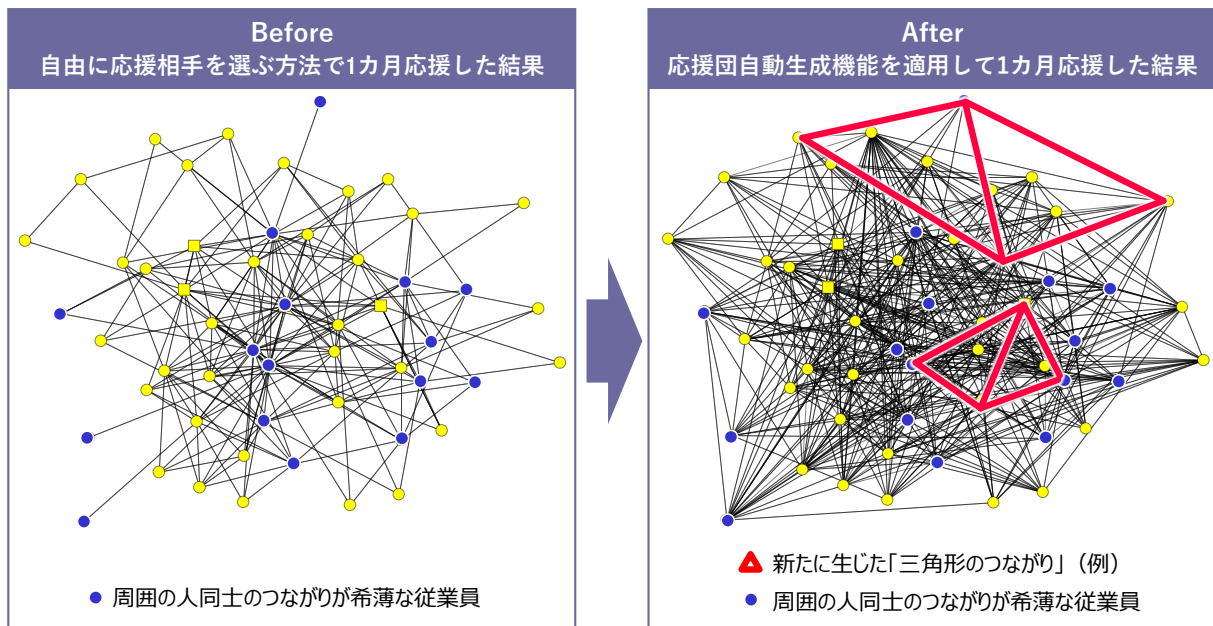 Before
自由に応援相手を選ぶ方法で1カ月応援した結果
周囲の人同士のつながりが希薄な従業員
After
応援団自動生成機能を適用して1カ月応援した結果
新たに生じた「三角形のつながり」（例）
周囲の人同士のつながりが希薄な従業員